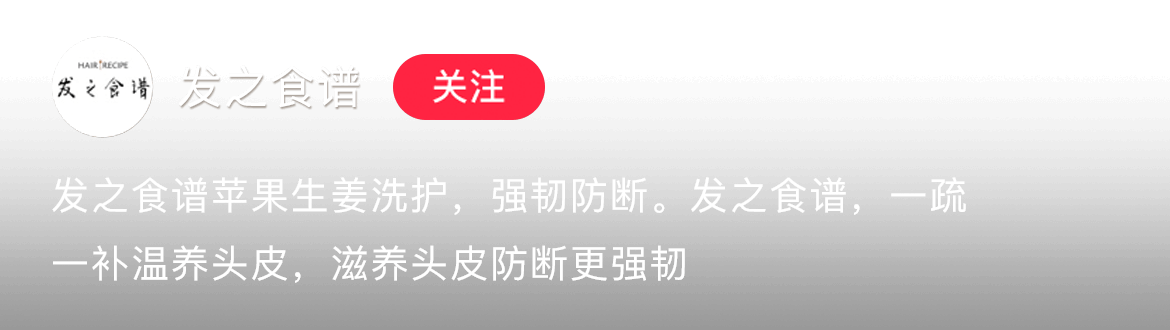 HAIR RECIPE
发之食谱
发之食谱
关注
发之食谱苹果生姜洗护，强韧防断。发之食谱，一疏
一补温养头皮，滋养头皮防断更强韧